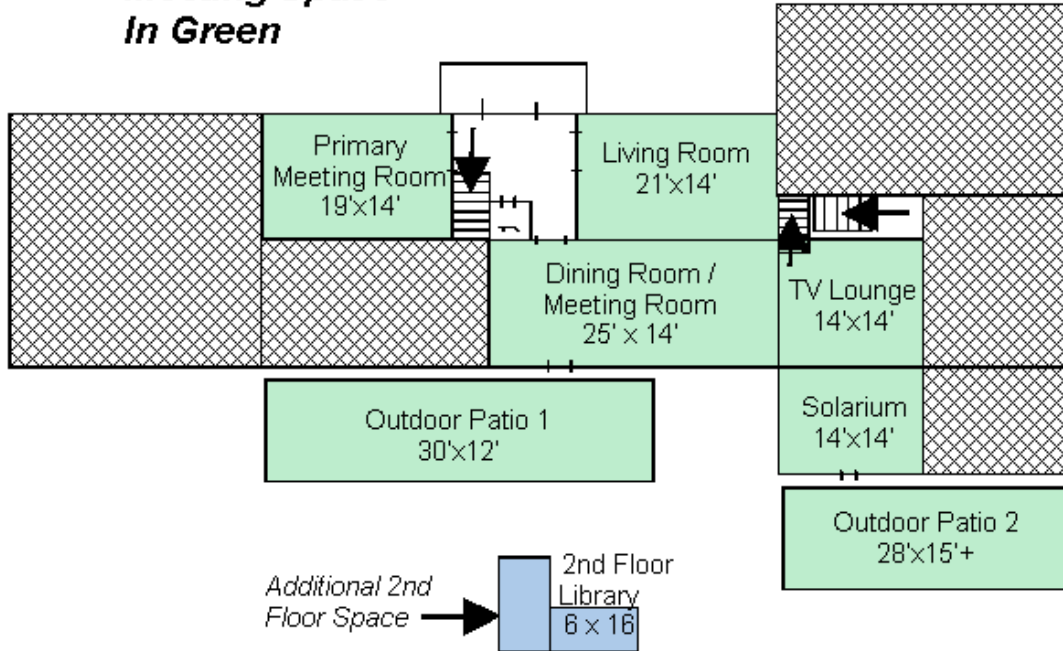 In Green
Primary
Meeting Room
19'x14'
Living Room
21'x14'
Dining Room /
Meeting Room
25' x 14'
TV Lounge
14'x14'
Outdoor Patio 1
30'x12'
Solarium
14'x14'
Outdoor Patio 2
28'x15'+
Additional 2nd
Floor Space
2nd Floor
Library
6 x 16